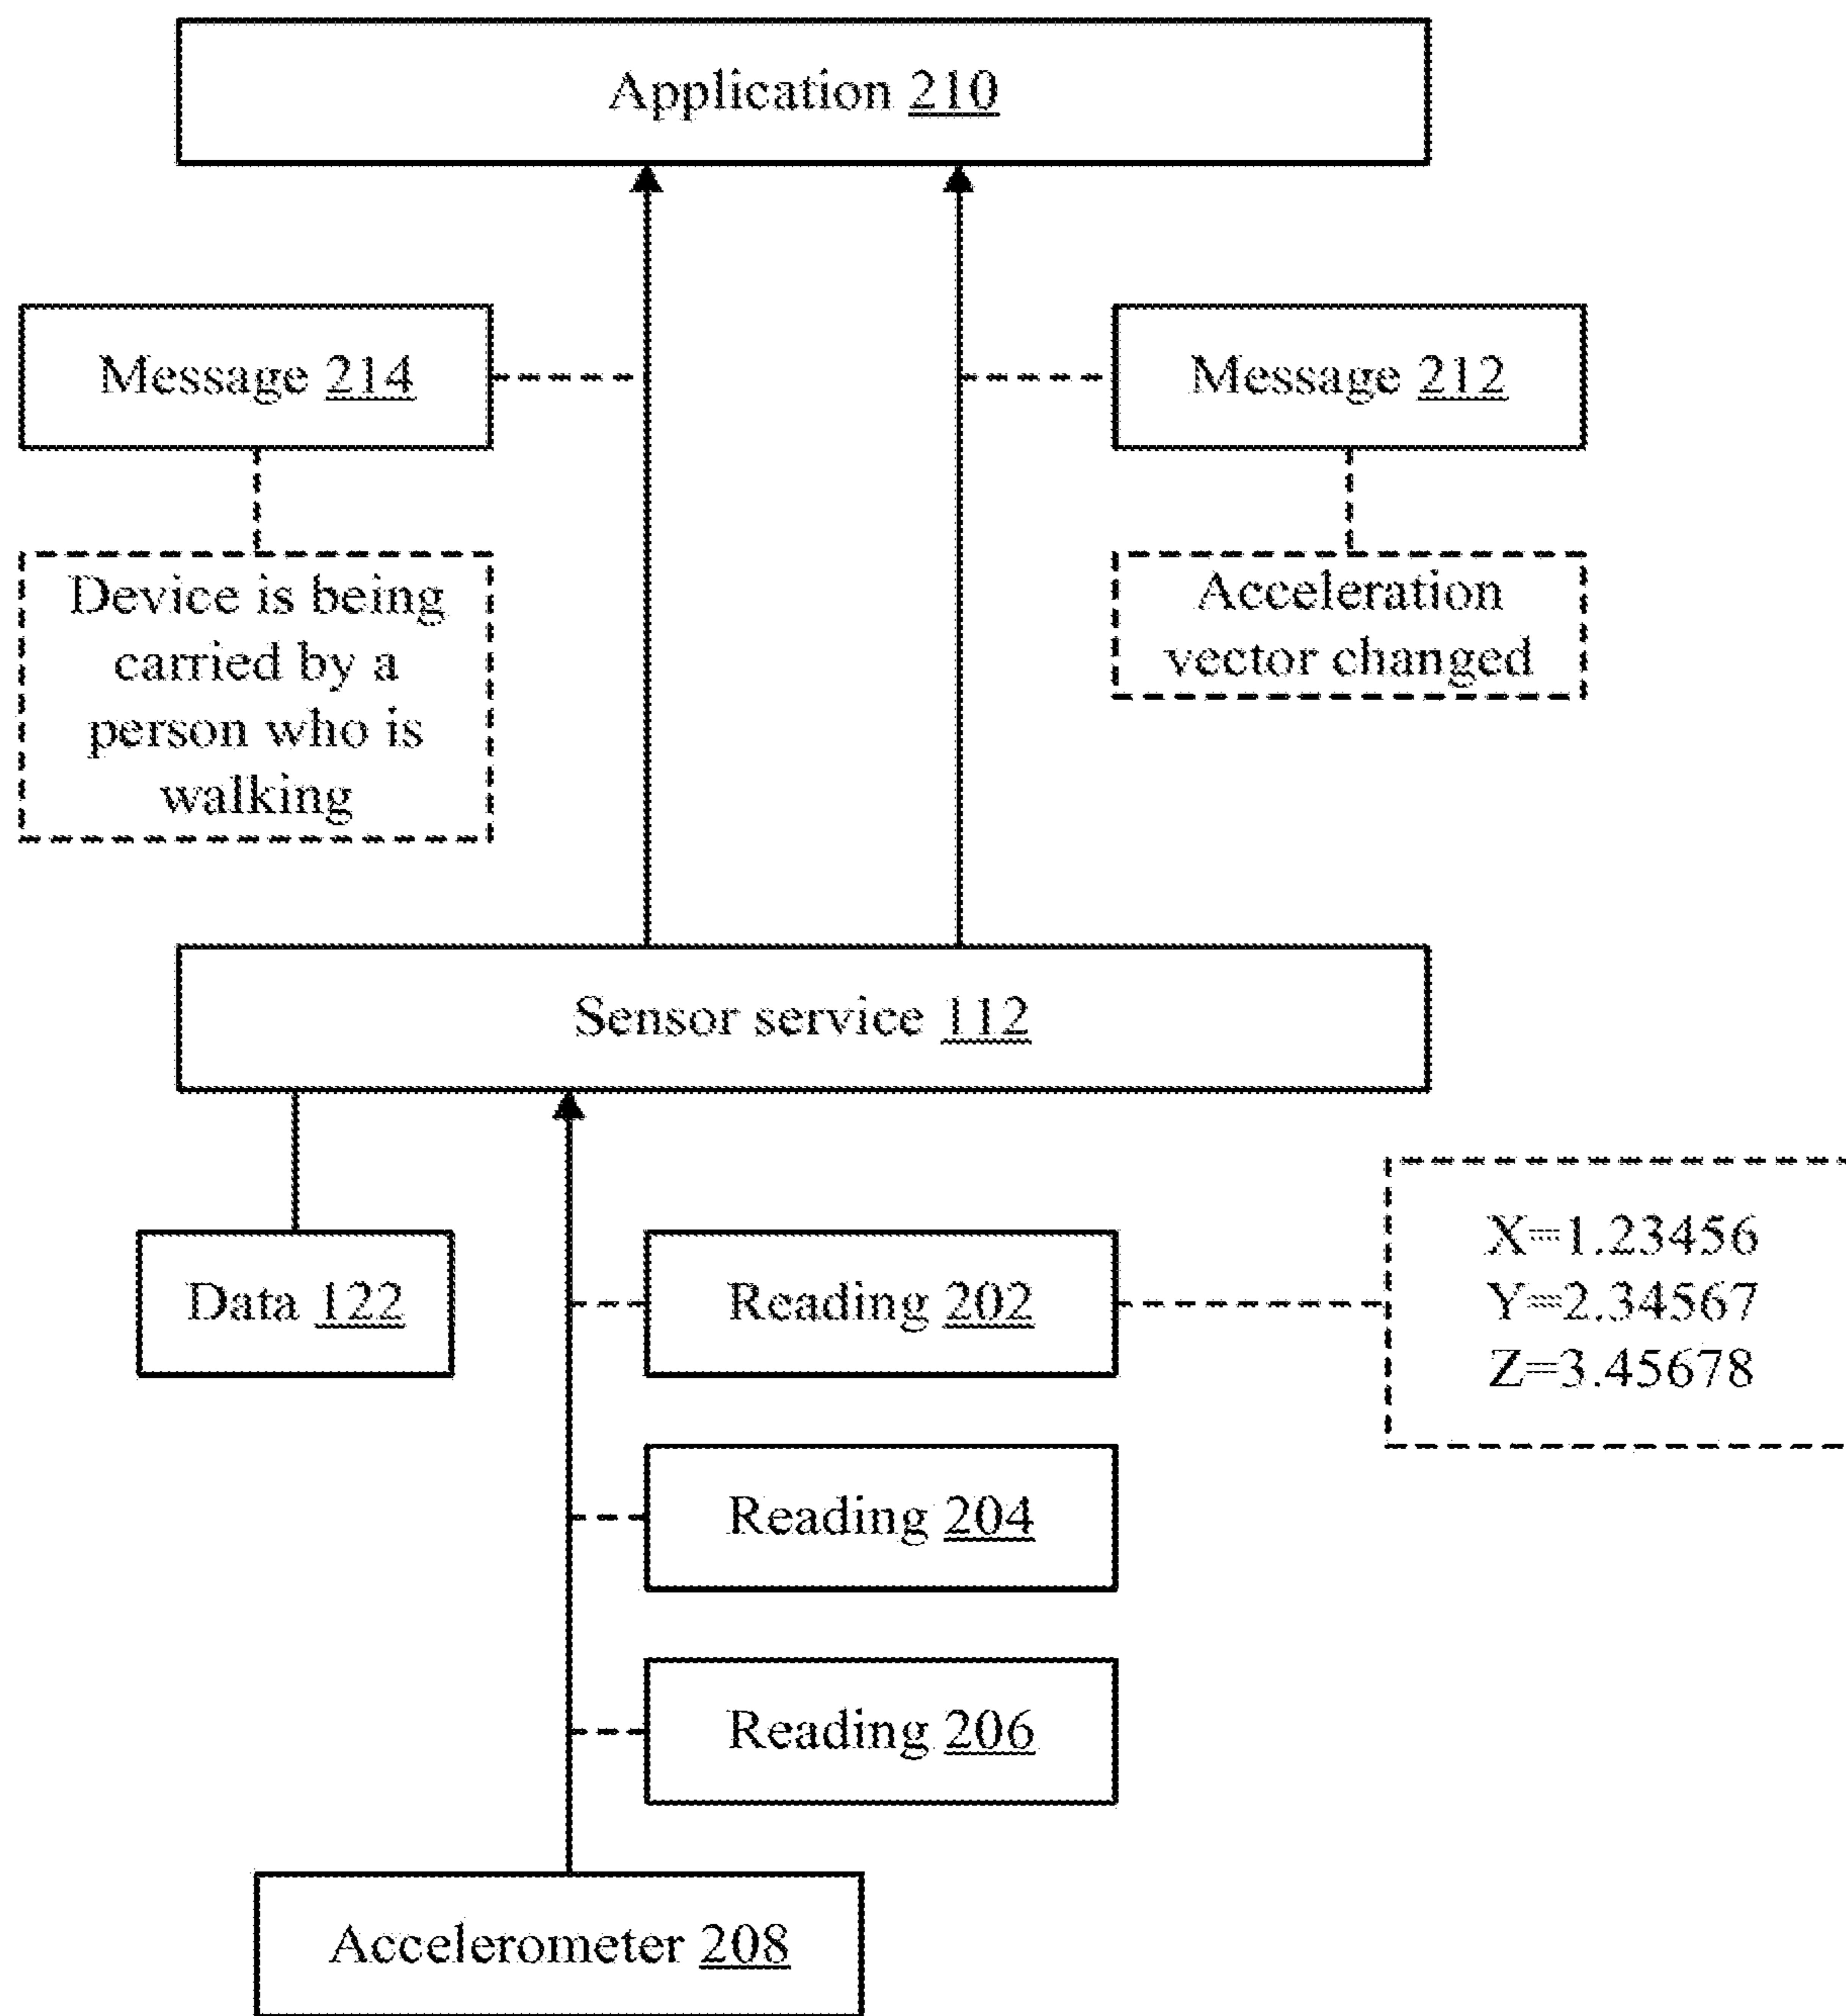 Application 210
Message 214
Message 212
Device is being
carried by a
person who is
walking
Acceleration
vector changed
Sensor service 112
Data 122
Reading 202
X=1.23456
Y=2.34567
Z=3.45678
Reading 204
Reading 206
Accelerometer 208